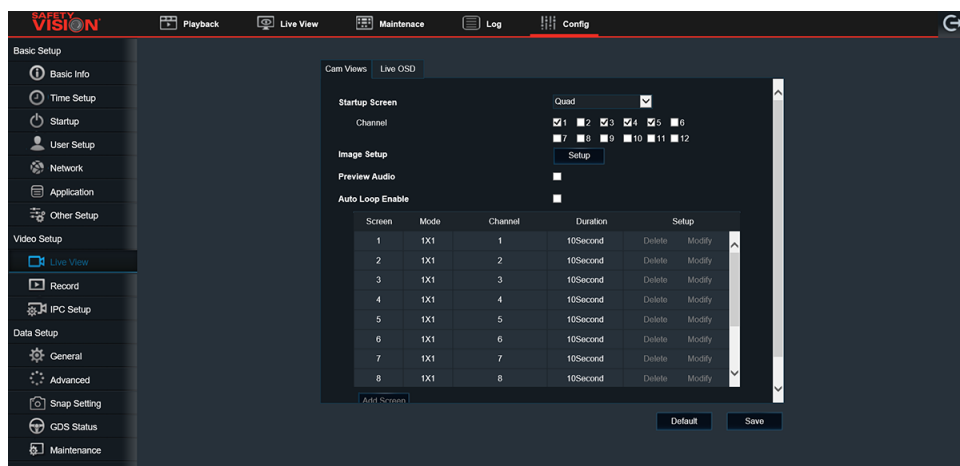 SAFETY
VISION
Playback Live View Maintenace Log Config
Basic Setup
Basic Info
Time Setup
Startup
User Setup
Network
Application
Other Setup
Video Setup
Live View
Record
IPC Setup
Data Setup
General
Advanced
Snap Setting
GDS Status
Maintenance
Cam Views Live OSD
Startup Screen Quad
Channel 1 2 3 4 5 6
7 8 9 10 11 12
Image Setup Setup
Preview Audio
Auto Loop Enable
Screen Mode Channel Duration Setup
1 1X1 1 10Second Delete Modify
2 1X1 2 10Second Delete Modify
3 1X1 3 10Second Delete Modify
4 1X1 4 10Second Delete Modify
5 1X1 5 10Second Delete Modify
6 1X1 6 10Second Delete Modify
7 1X1 7 10Second Delete Modify
8 1X1 8 10Second Delete Modify
Add Screen
Default Save